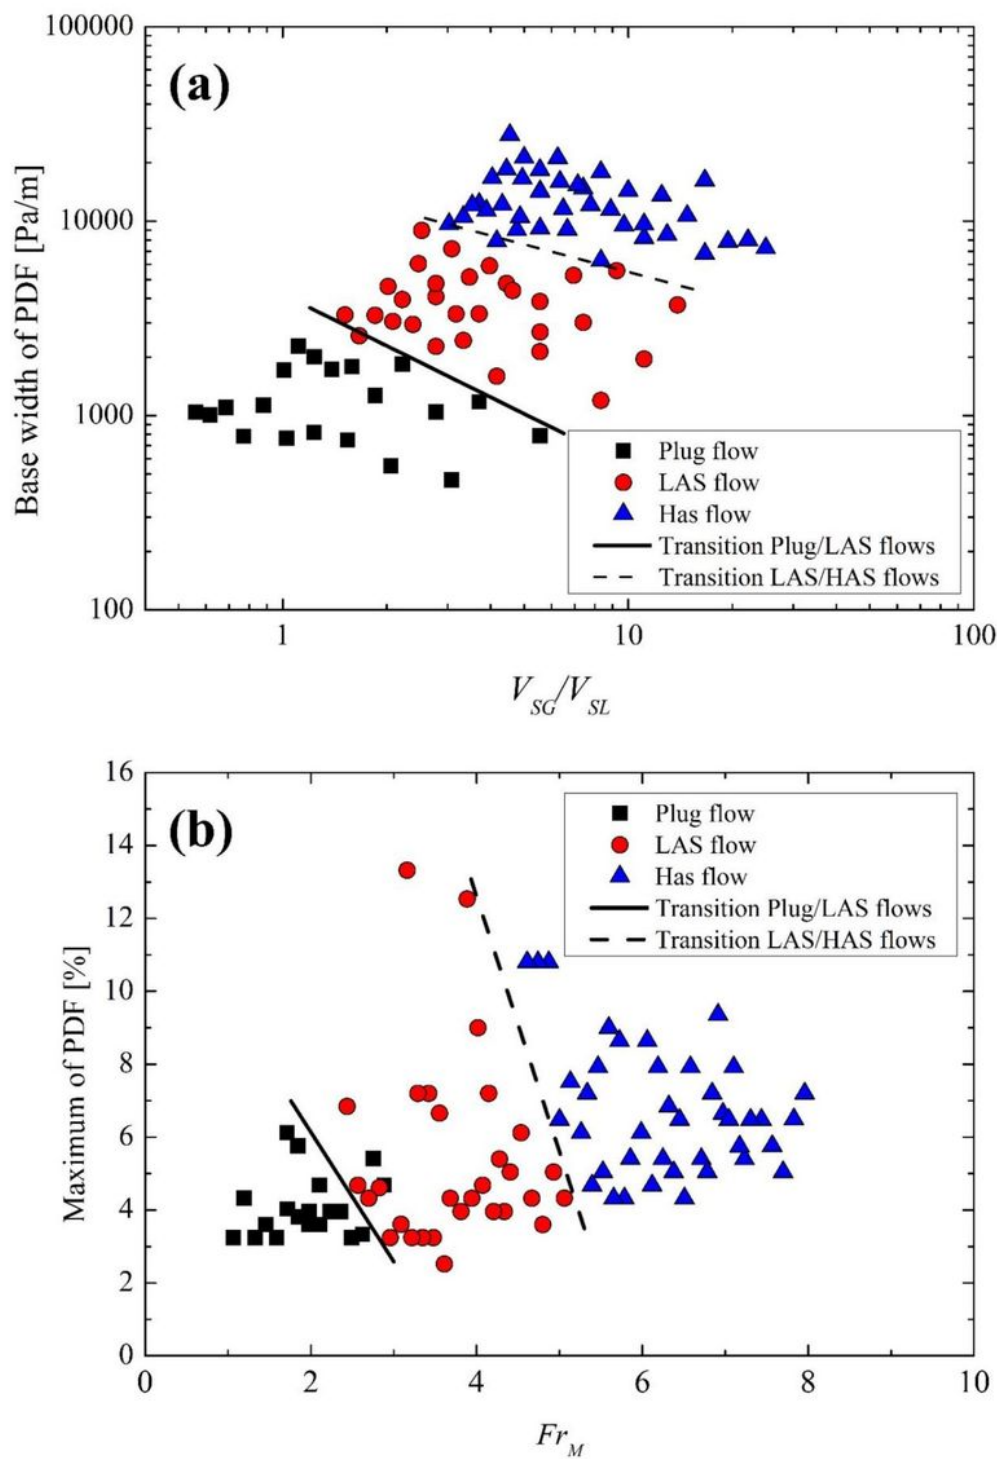 100000
(a)
10000
1000
100
Base width of PDF [Pa/m]
Plug flow
LAS flow
Has flow
Transition Plug/LAS flows
Transition LAS/HAS flows
1 10 100
V_SG/V_SL
16
(b)
14
12
10
8
6
4
2
0
Maximum of PDF [%]
Plug flow
LAS flow
Has flow
Transition Plug/LAS flows
Transition LAS/HAS flows
0 2 4 6 8 10
Fr_M